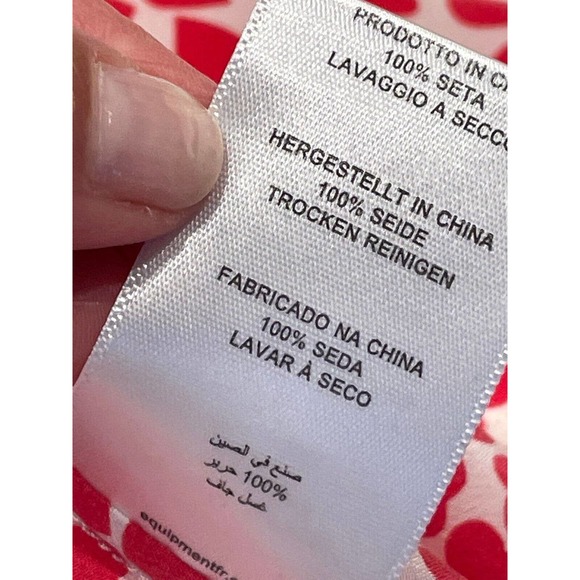 PRODOTTO IN
100% SETA
LAVAGGIO A SECCO
HERGESTELLT IN CHINA
100% SEIDE
TROCKEN REINIGEN
FABRICADO NA CHINA
100% SEDA
LAVAR À SECO
صنع في الصين
100% حرير
غسل جاف
equipmentfr.